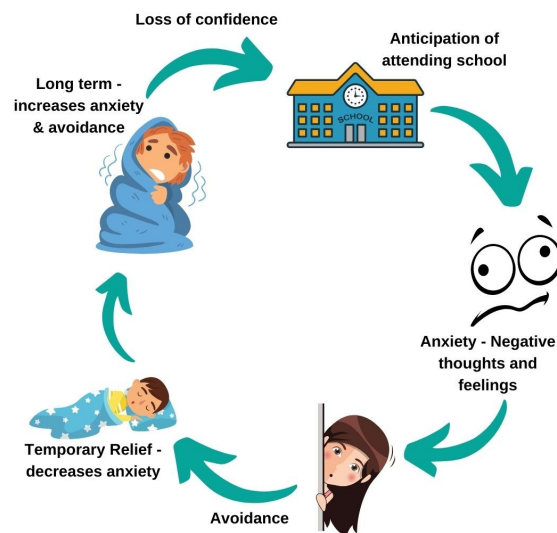 Loss of confidence
Anticipation of
attending school
Long term -
increases anxiety
& avoidance
SCHOOL
Anxiety - Negative
thoughts and
feelings
Temporary Relief -
decreases anxiety
Avoidance